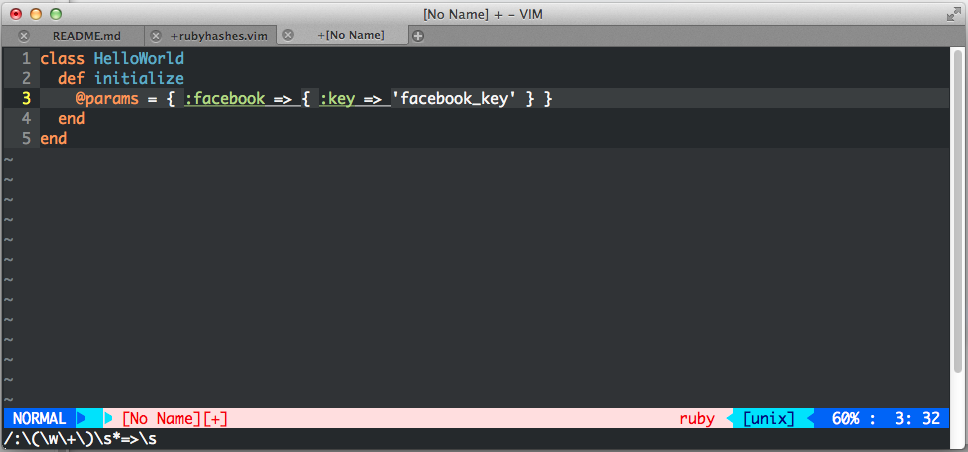 [No Name] + - VIM
README.md +rubyhashes.vim +[No Name]
1 class HelloWorld
2   def initialize
3     @params = { :facebook => { :key => 'facebook_key' } }
4   end
5 end
~
~
~
~
~
~
~
~
~
~
~
~
~
NORMAL [No Name][+] ruby [unix] 60% : 3: 32
/:\(\w\+\)\s*=>\s